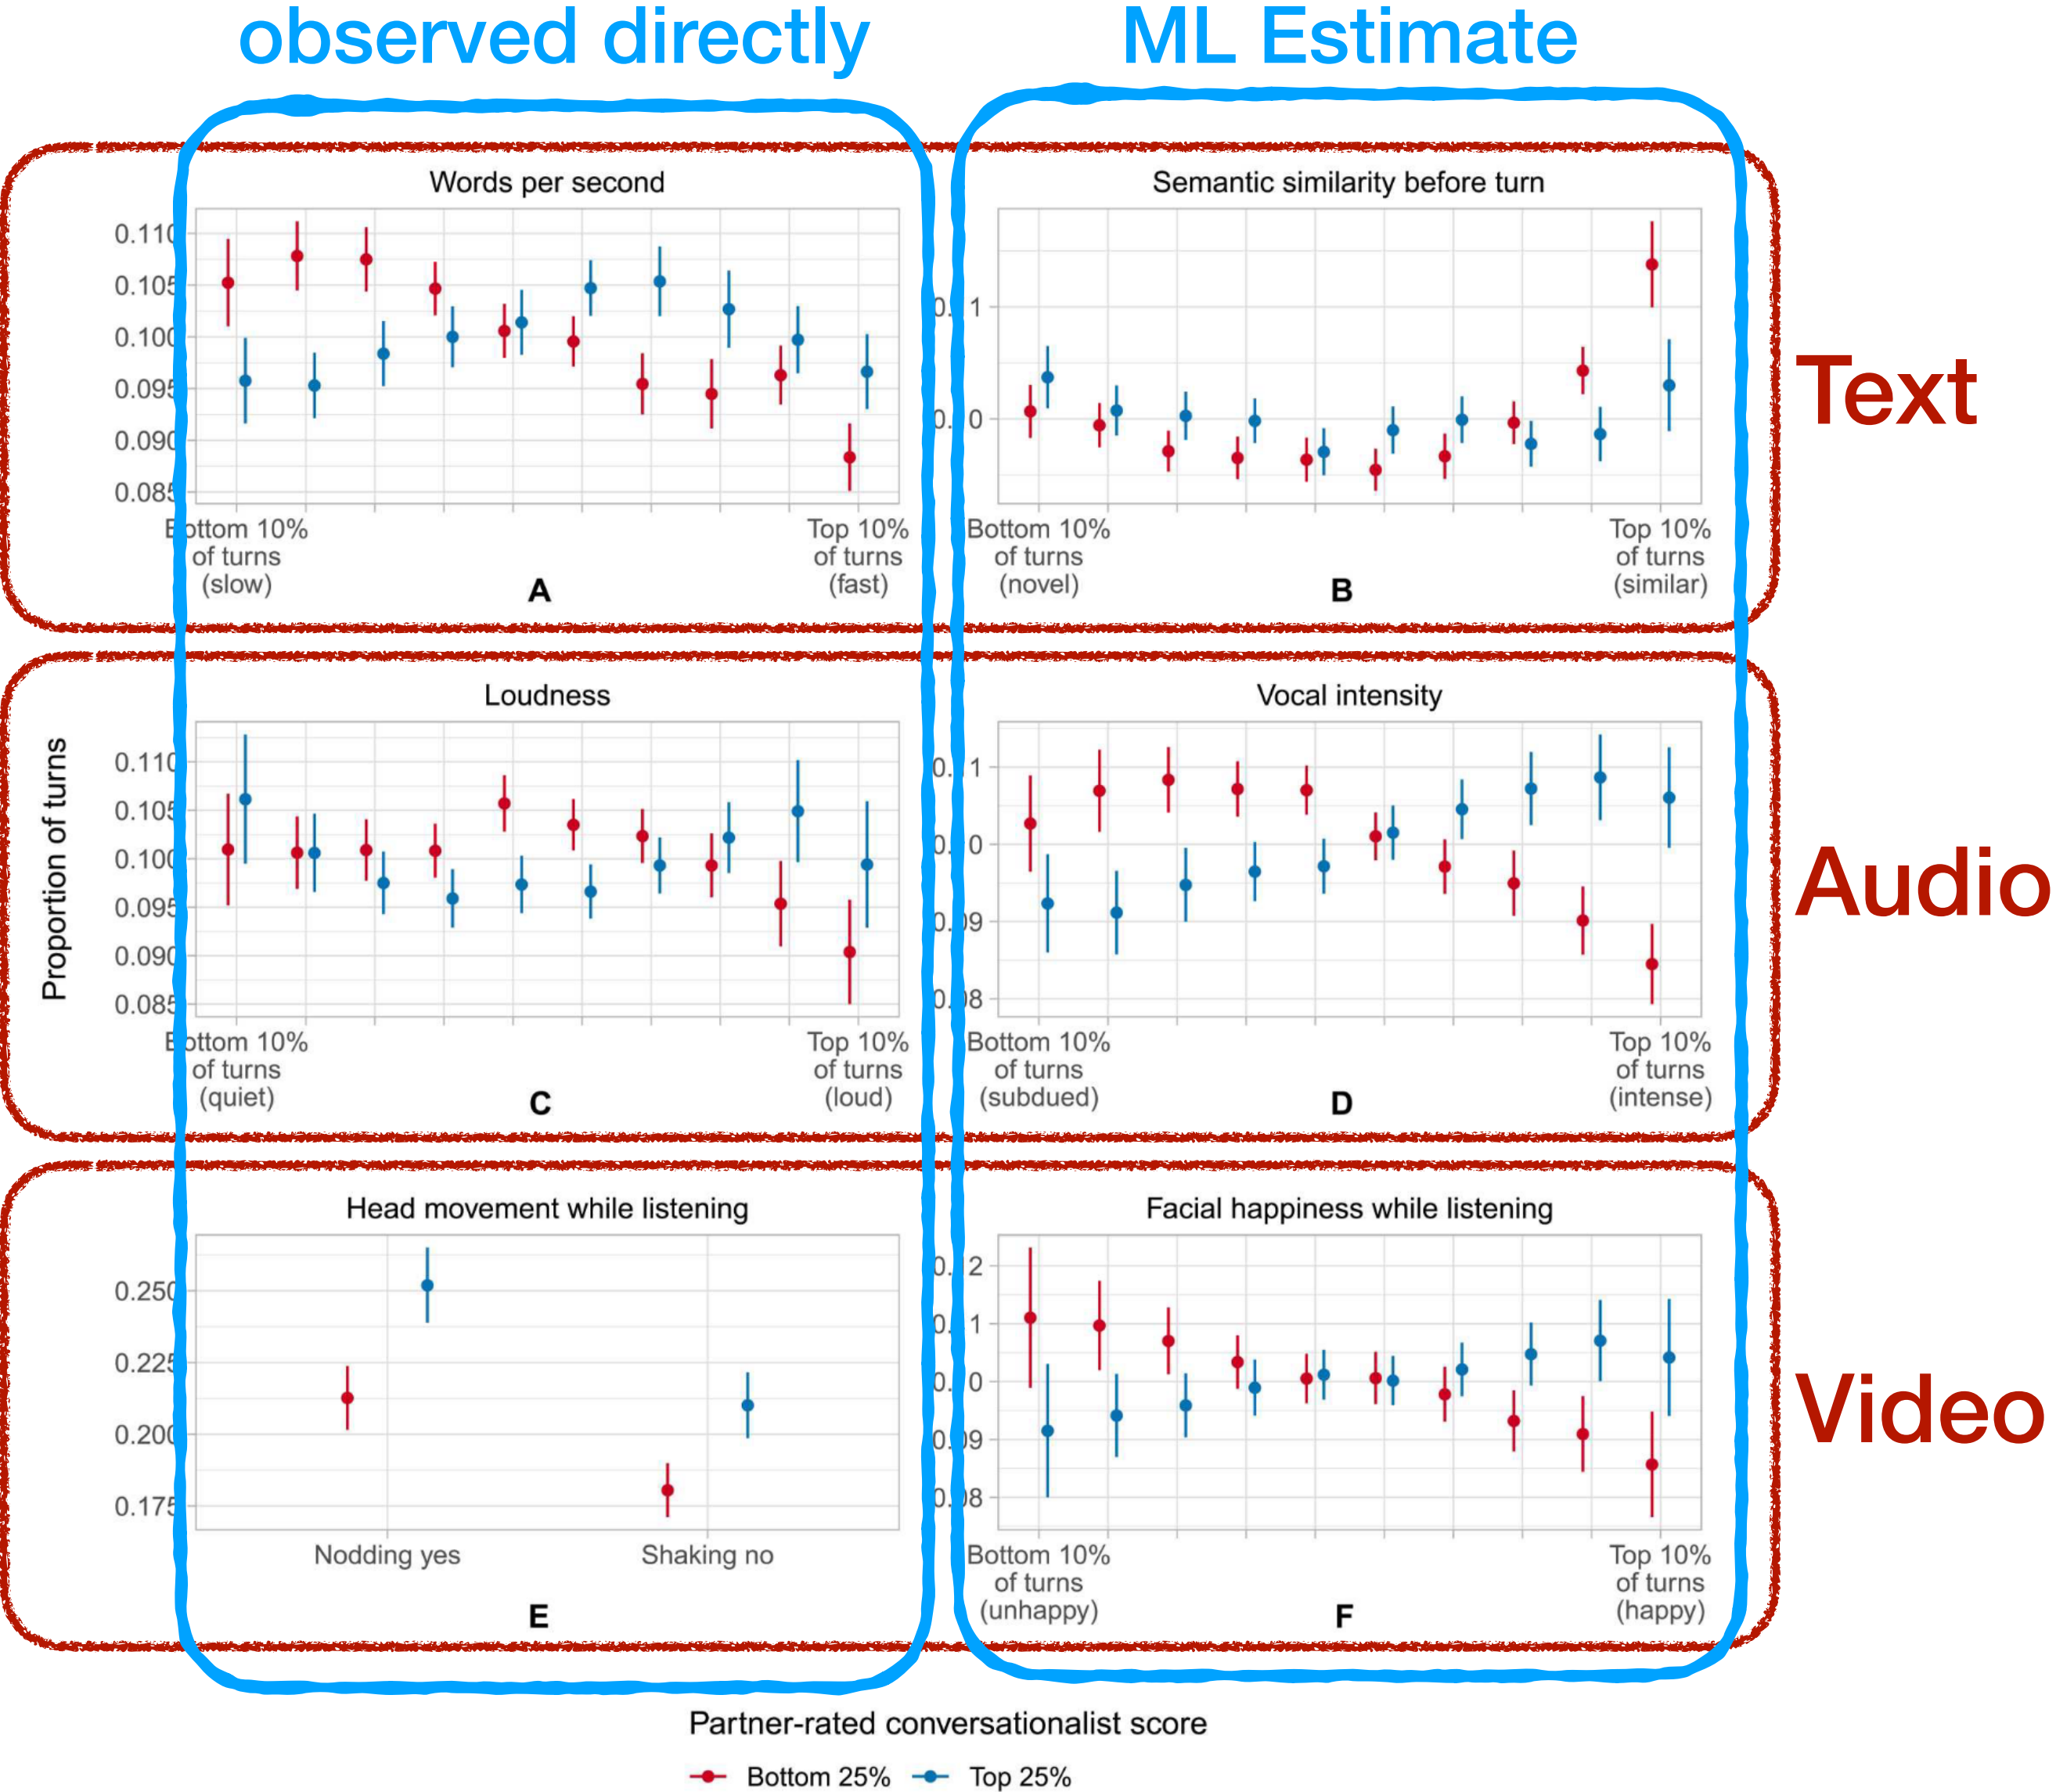 observed directly
ML Estimate
Words per second
Semantic similarity before turn
0.110
0.105
0.100
0.095
0.090
0.085
0.1
0.0
Bottom 10%
of turns
(slow)
Top 10%
of turns
(fast)
A
Bottom 10%
of turns
(novel)
Top 10%
of turns
(similar)
B
Text
Loudness
Vocal intensity
Proportion of turns
0.110
0.105
0.100
0.095
0.090
0.085
Bottom 10%
of turns
(quiet)
Top 10%
of turns
(loud)
C
Bottom 10%
of turns
(subdued)
Top 10%
of turns
(intense)
D
Audio
Head movement while listening
Facial happiness while listening
0.250
0.225
0.200
0.175
Nodding yes
Shaking no
E
Bottom 10%
of turns
(unhappy)
Top 10%
of turns
(happy)
F
Video
Partner-rated conversationalist score
Bottom 25%
Top 25%